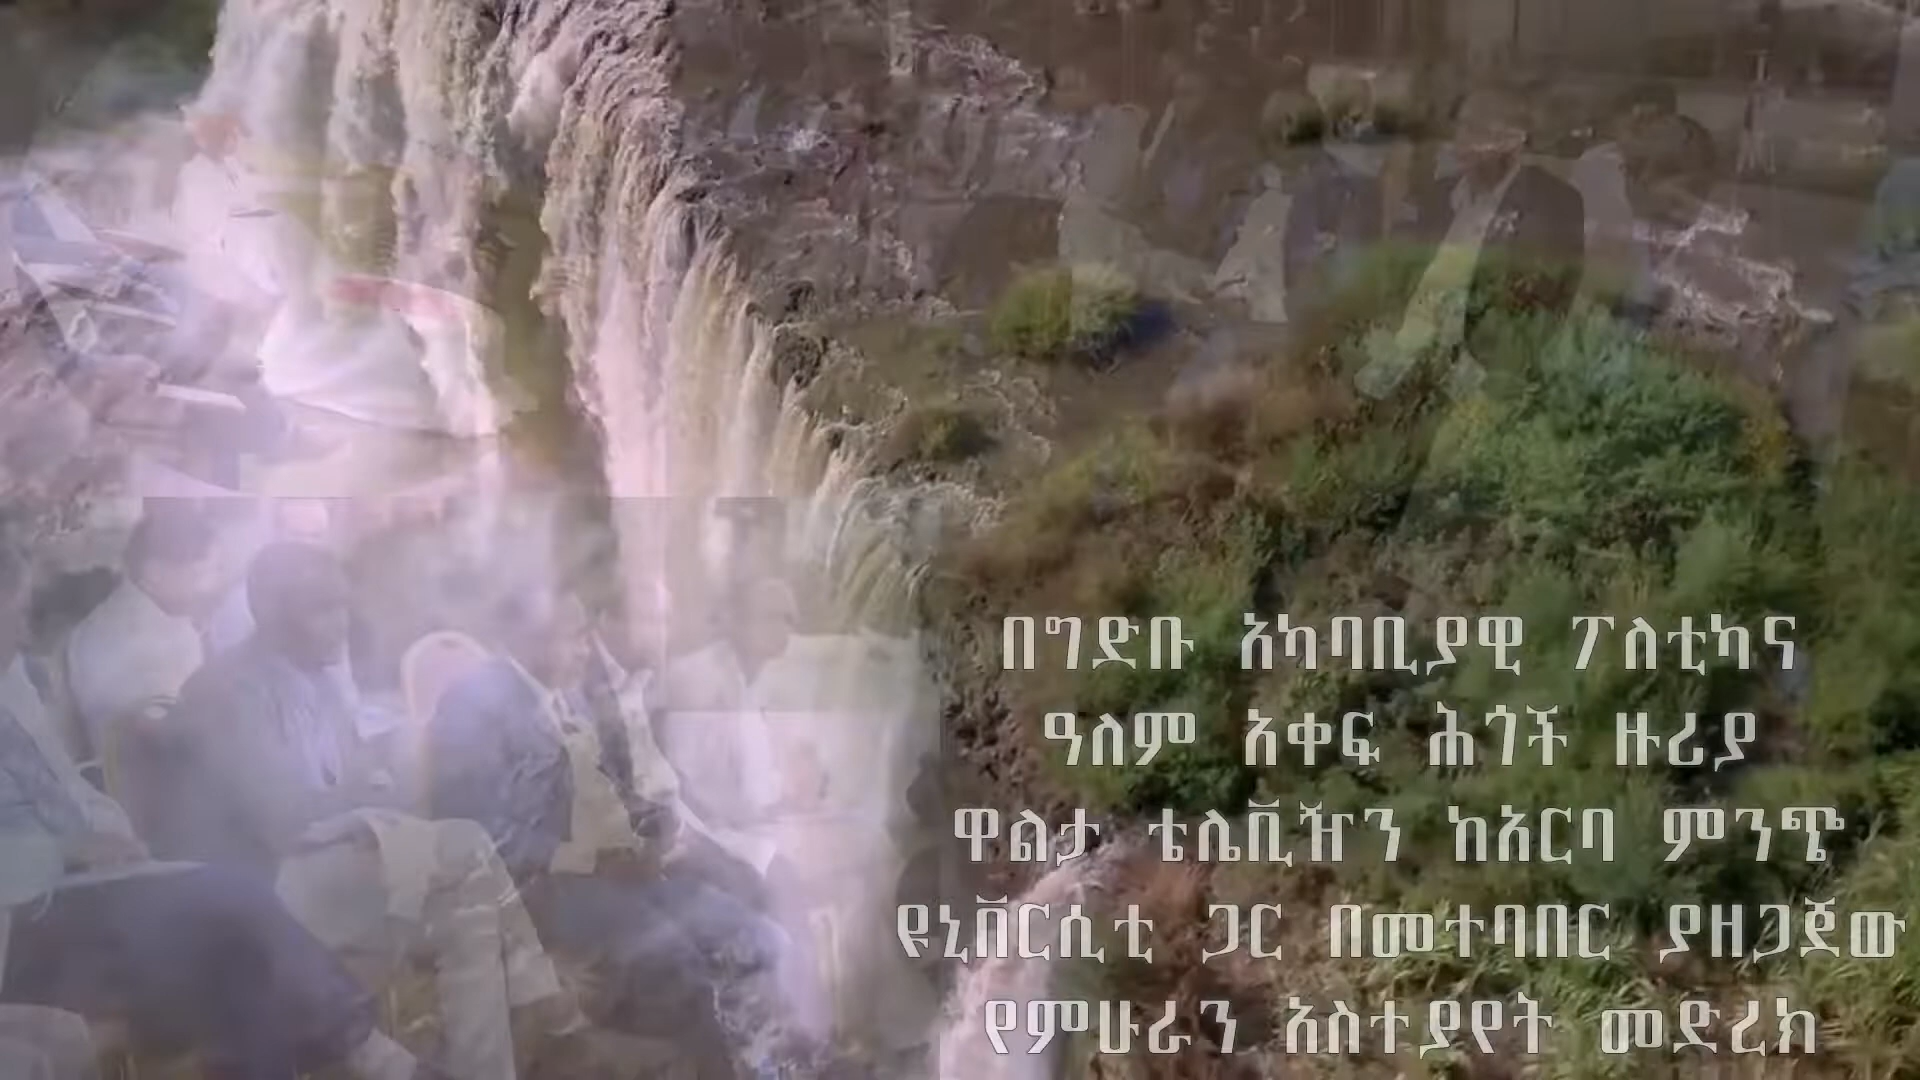 በግድቡ አካባቢያዊ ፖለቲካና
ዓለም አቀፍ ሕጎች ዙሪያ
ዋልታ ቴሌቪዥን ከአርባ ምንጭ
ዩኒቨርሲቲ ጋር በመተባበር ያዘጋጀው
የምሁራን አስተያየት መድረክ